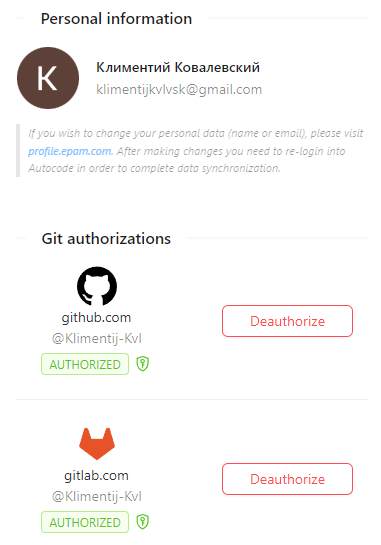 Personal information
K
Климентий Ковалевский
klimentijkvlvsk@gmail.com
If you wish to change your personal data (name or email), please visit
profile.epam.com. After making changes you need to re-login into
Autocode in order to complete data synchronization.
Git authorizations
github.com
@Klimentij-Kvl
AUTHORIZED
Deauthorize
gitlab.com
@Klimentij-Kvl
AUTHORIZED
Deauthorize